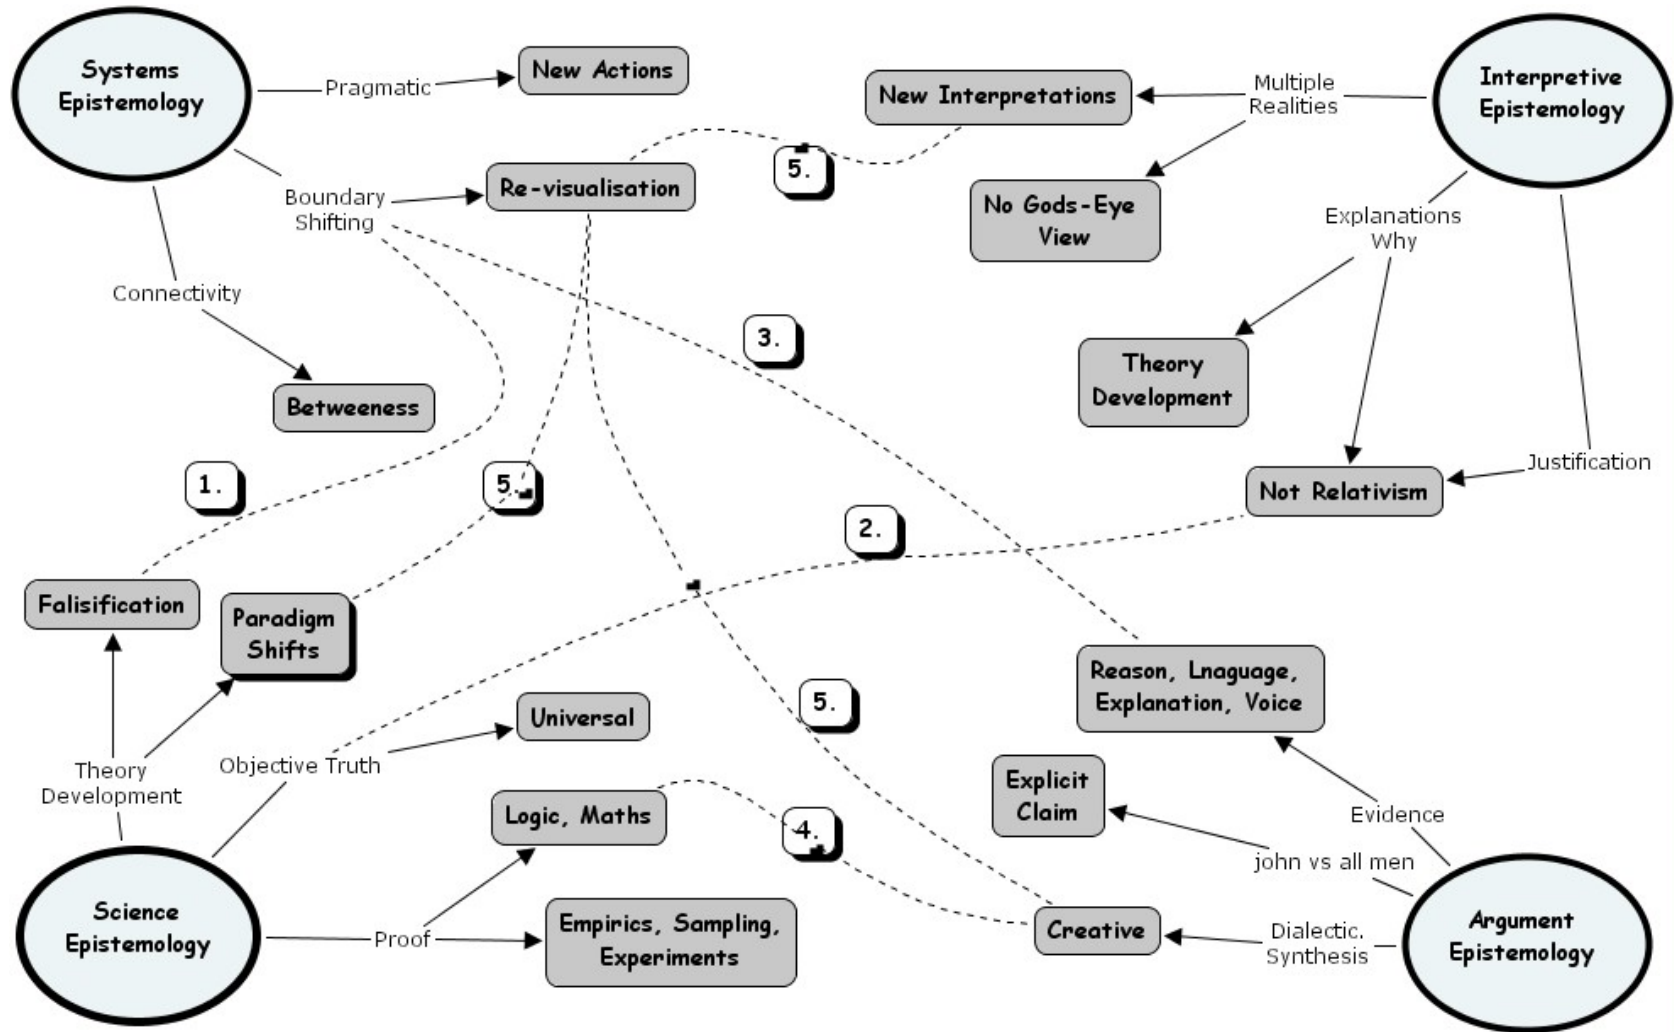 Systems
Epistemology
Pragmatic
New Actions
New Interpretations
Multiple
Realities
Interpretive
Epistemology
5.
Boundary
Shifting
Re-visualisation
No Gods-Eye
View
Explanations
Why
Connectivity
3.
Theory
Development
Betweeness
Justification
1.
5.
Not Relativism
2.
Falisification
Paradigm
Shifts
Reason, Lnaguage,
Explanation, Voice
5.
Universal
Objective Truth
Theory
Development
Explicit
Claim
Logic, Maths
4.
Evidence
john vs all men
Science
Epistemology
Proof
Empirics, Sampling,
Experiments
Creative
Dialectic.
Synthesis
Argument
Epistemology